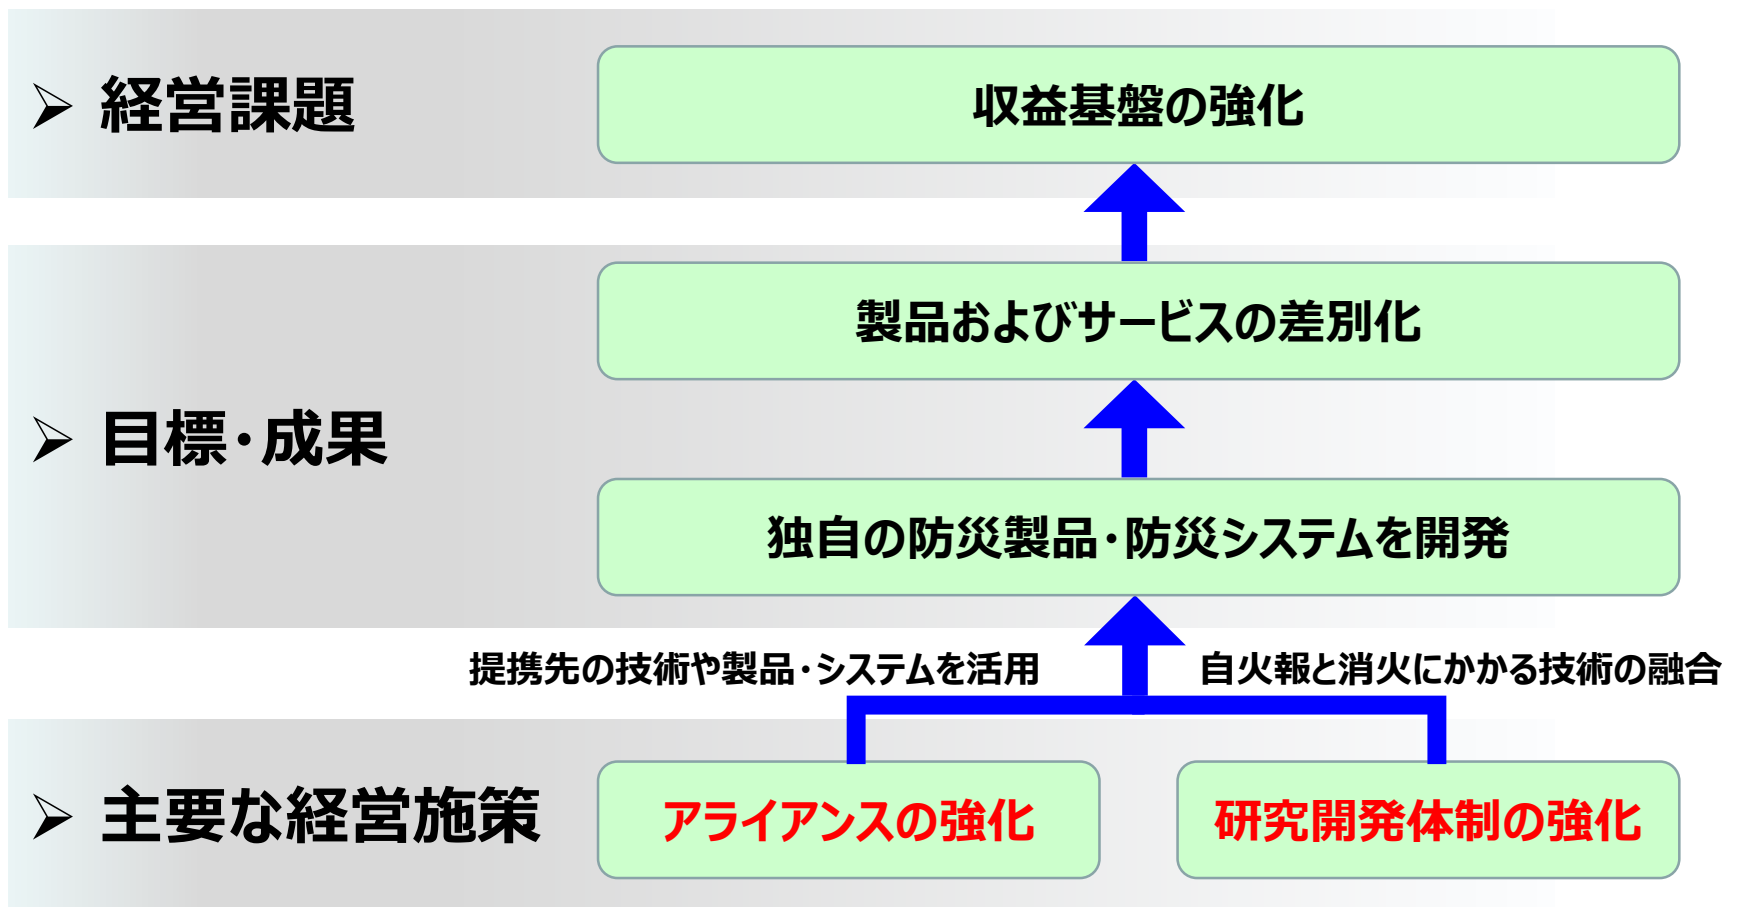 経営課題
収益基盤の強化
製品およびサービスの差別化
目標・成果
独自の防災製品・防災システムを開発
提携先の技術や製品・システムを活用
自火報と消火にかかる技術の融合
主要な経営施策
アライアンスの強化
研究開発体制の強化